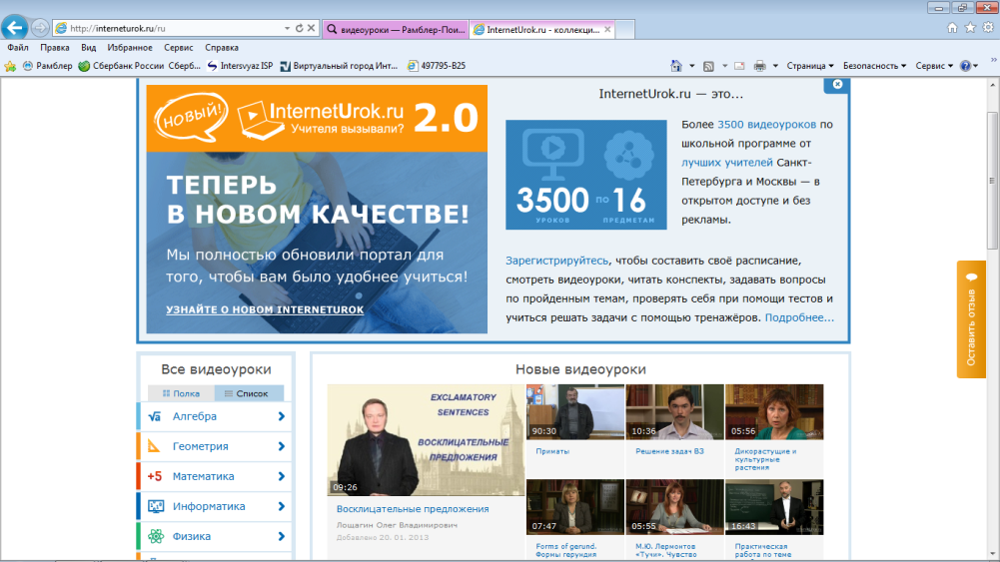 http://interneturok.ru/ru
видеоуроки — Рамблер-Пои...
InternetUrok.ru - коллекци...
Файл Правка Вид Избранное Сервис Справка
Рамблер Сбербанк России Сберб... Intersvyaz ISP Виртуальный город Инт... 497795-B25
Страница Безопасность Сервис
новый!
InternetUrok.ru
Учителя вызывали?
2.0
ТЕПЕРЬ
В НОВОМ КАЧЕСТВЕ!
Мы полностью обновили портал для
того, чтобы вам было удобнее учиться!
УЗНАЙТЕ О НОВОМ INTERNETUROK
InternetUrok.ru — это...
3500 по 16
УРОКОВ ПРЕДМЕТАМ
Более 3500 видеоуроков по
школьной программе от
лучших учителей Санкт-
Петербурга и Москвы — в
открытом доступе и без
рекламы.
Зарегистрируйтесь, чтобы составить своё расписание,
смотреть видеоуроки, читать конспекты, задавать вопросы
по пройденным темам, проверять себя при помощи тестов и
учиться решать задачи с помощью тренажёров. Подробнее...
Оставить отзыв
Все видеоуроки
Полка Список
√a Алгебра
Геометрия
+5 Математика
Информатика
Физика
Новые видеоуроки
EXCLAMATORY
SENTENCES
ВОСКЛИЦАТЕЛЬНЫЕ
ПРЕДЛОЖЕНИЯ
09:26
Восклицательные предложения
Лощагин Олег Владимирович
Добавлено 20. 01. 2013
90:30
Приматы
10:36
Решение задач В3
05:56
Дикорастущие и
культурные
растения
07:47
Forms of gerund.
Формы герундия
05:55
М.Ю. Лермонтов
«Тучи». Чувство
16:43
Практическая
работа по теме